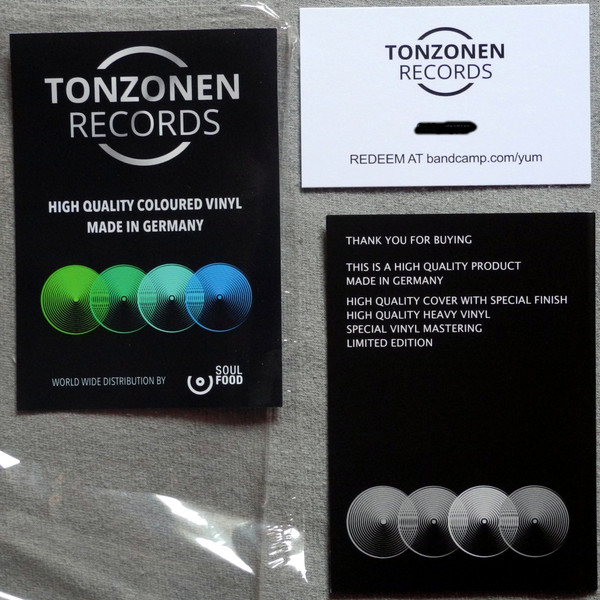 TONZONEN
RECORDS
HIGH QUALITY COLOURED VINYL
MADE IN GERMANY
WORLD WIDE DISTRIBUTION BY
SOUL
FOOD
TONZONEN
RECORDS
REDEEM AT bandcamp.com/yum
THANK YOU FOR BUYING
THIS IS A HIGH QUALITY PRODUCT
MADE IN GERMANY
HIGH QUALITY COVER WITH SPECIAL FINISH
HIGH QUALITY HEAVY VINYL
SPECIAL VINYL MASTERING
LIMITED EDITION